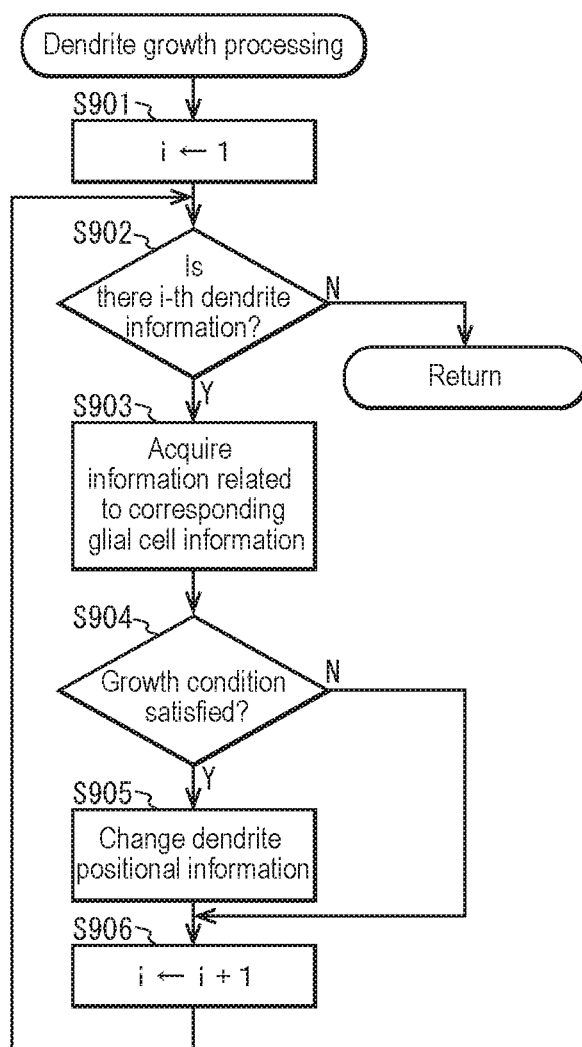 Dendrite growth processing
S901
i ← 1
S902
Is
there i-th dendrite
information?
N
Return
Y
S903
Acquire
information related
to corresponding
glial cell information
S904
Growth condition
satisfied?
N
Y
S905
Change dendrite
positional information
S906
i ← i + 1